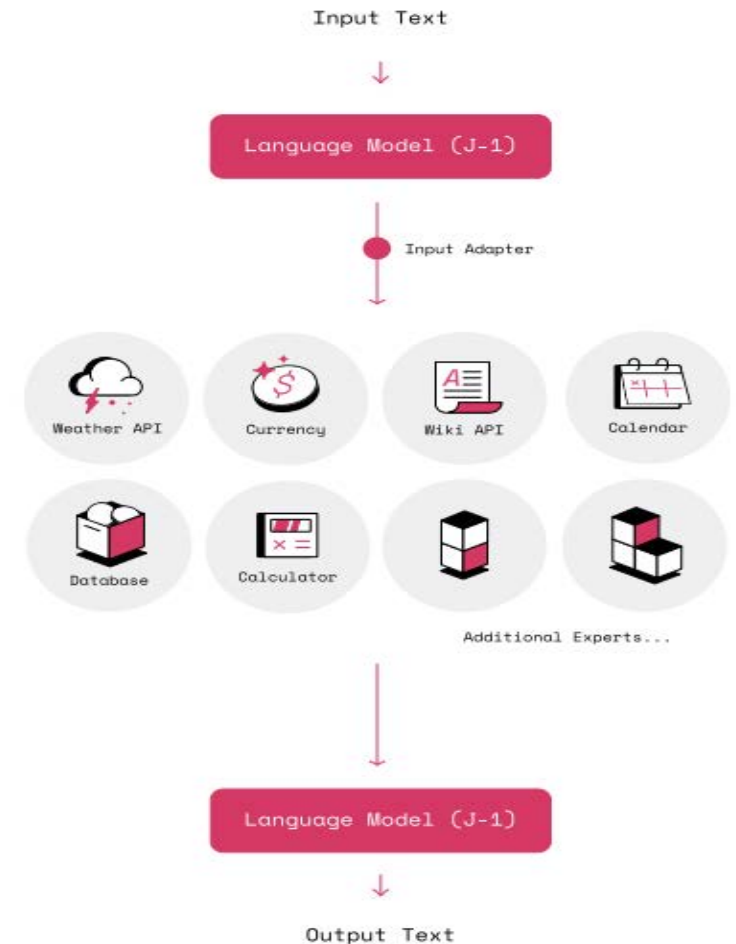 Input Text
Language Model (J-1)
Input Adapter
Weather API
Currency
Wiki API
Calendar
Database
Calculator
Additional Experts...
Language Model (J-1)
Output Text